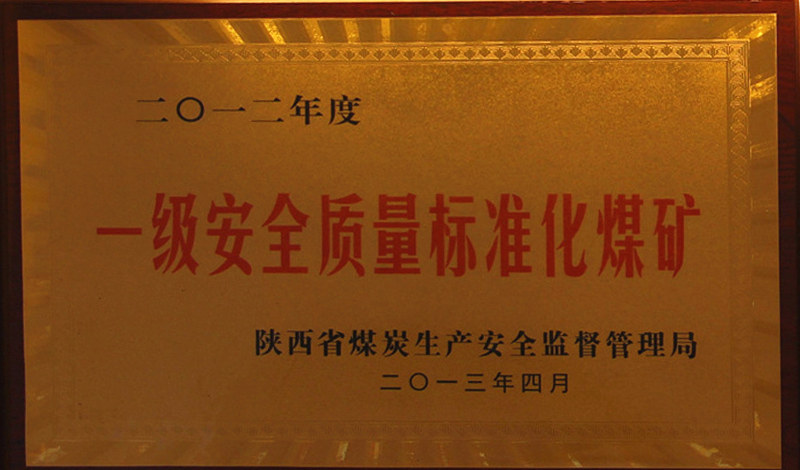 二〇一二年度
一级安全质量标准化煤矿
陕西省煤炭生产安全监督管理局
二〇一三年四月